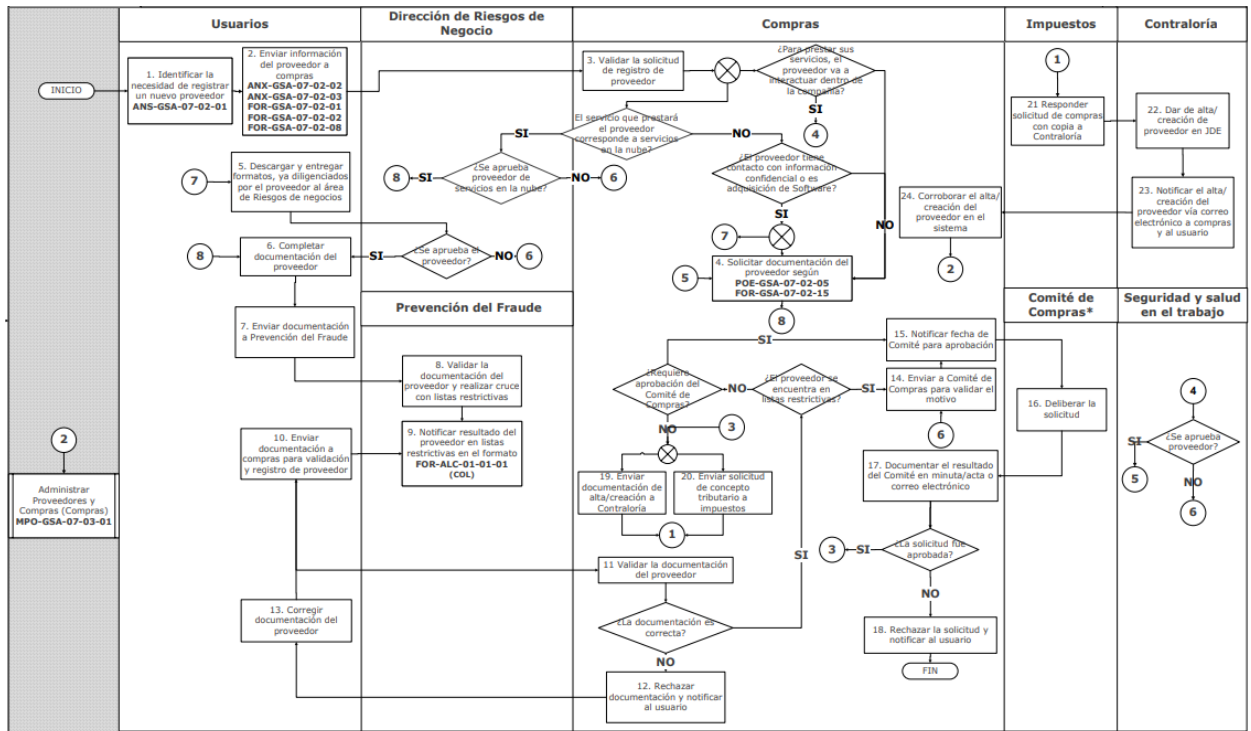 Usuarios
Dirección de Riesgos de
Negocio
Compras
Impuestos
Contraloría
INICIO
1. Identificar la
necesidad de registrar
un nuevo proveedor
ANS-GSA-07-02-01
2. Enviar información
del proveedor a
compras
ANX-GSA-07-02-02
ANX-GSA-07-02-03
FOR-GSA-07-02-01
FOR-GSA-07-02-02
FOR-GSA-07-02-08
3. Validar la solicitud
de registro de
proveedor
¿Para prestar sus
servicios, el
proveedor va a
interactuar dentro de
la compañía?
SI
4
1
21 Responder
solicitud de compras
con copia a
Contraloría
22. Dar de alta/
creación de
proveedor en JDE
El servicio que prestará
el proveedor
corresponde a servicios
en la nube?
SI
NO
¿Se aprueba
proveedor de
servicios en la nube?
8
SI
NO
6
¿El proveedor tiene
contacto con información
confidencial o es
adquisición de Software?
SI
NO
7
7
5. Descargar y entregar
formatos, ya diligenciados
por el proveedor al área
de Riesgos de negocios
24. Corroborar el alta/
creación del
proveedor en el
sistema
2
23. Notificar el alta/
creación del
proveedor vía correo
electrónico a compras
y al usuario
8
6. Completar
documentación del
proveedor
SI
¿Se aprueba el
proveedor?
NO
6
5
4. Solicitar documentación del
proveedor según
POE-GSA-07-02-05
FOR-GSA-07-02-15
8
Prevención del Fraude
Comité de
Compras*
Seguridad y salud
en el trabajo
7. Enviar documentación
a Prevención del Fraude
8. Validar la
documentación del
proveedor y realizar cruce
con listas restrictivas
SI
15. Notificar fecha de
Comité para aprobación
¿Requiere
aprobación del
Comité de
Compras?
NO
¿El proveedor se
encuentra en
listas restrictivas?
SI
14. Enviar a Comité de
Compras para validar el
motivo
6
16. Deliberar la
solicitud
4
¿Se aprueba
proveedor?
SI
5
NO
6
2
Administrar
Proveedores y
Compras (Compras)
MPO-GSA-07-03-01
10. Enviar
documentación a
compras para validación
y registro de proveedor
9. Notificar resultado del
proveedor en listas
restrictivas en el formato
FOR-ALC-01-01-01
(COL)
NO
3
19. Enviar
documentación de
alta/creación a
Contraloría
20. Enviar solicitud
de concepto
tributario a
impuestos
1
17. Documentar el resultado
del Comité en minuta/acta o
correo electrónico
3
SI
¿La solicitud fue
aprobada?
NO
SI
11 Validar la documentación
del proveedor
13. Corregir
documentación del
proveedor
¿La documentación es
correcta?
NO
18. Rechazar la solicitud y
notificar al usuario
FIN
12. Rechazar
documentación y notificar
al usuario